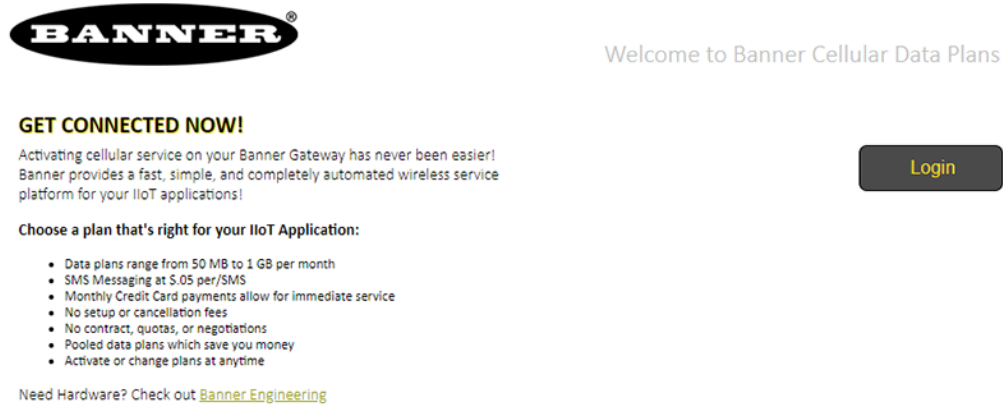 BANNER®
Welcome to Banner Cellular Data Plans
GET CONNECTED NOW!
Activating cellular service on your Banner Gateway has never been easier!
Banner provides a fast, simple, and completely automated wireless service
platform for your IIoT applications!
Login
Choose a plan that's right for your IIoT Application:
• Data plans range from 50 MB to 1 GB per month
• SMS Messaging at $.05 per/SMS
• Monthly Credit Card payments allow for immediate service
• No setup or cancellation fees
• No contract, quotas, or negotiations
• Pooled data plans which save you money
• Activate or change plans at anytime
Need Hardware? Check out Banner Engineering